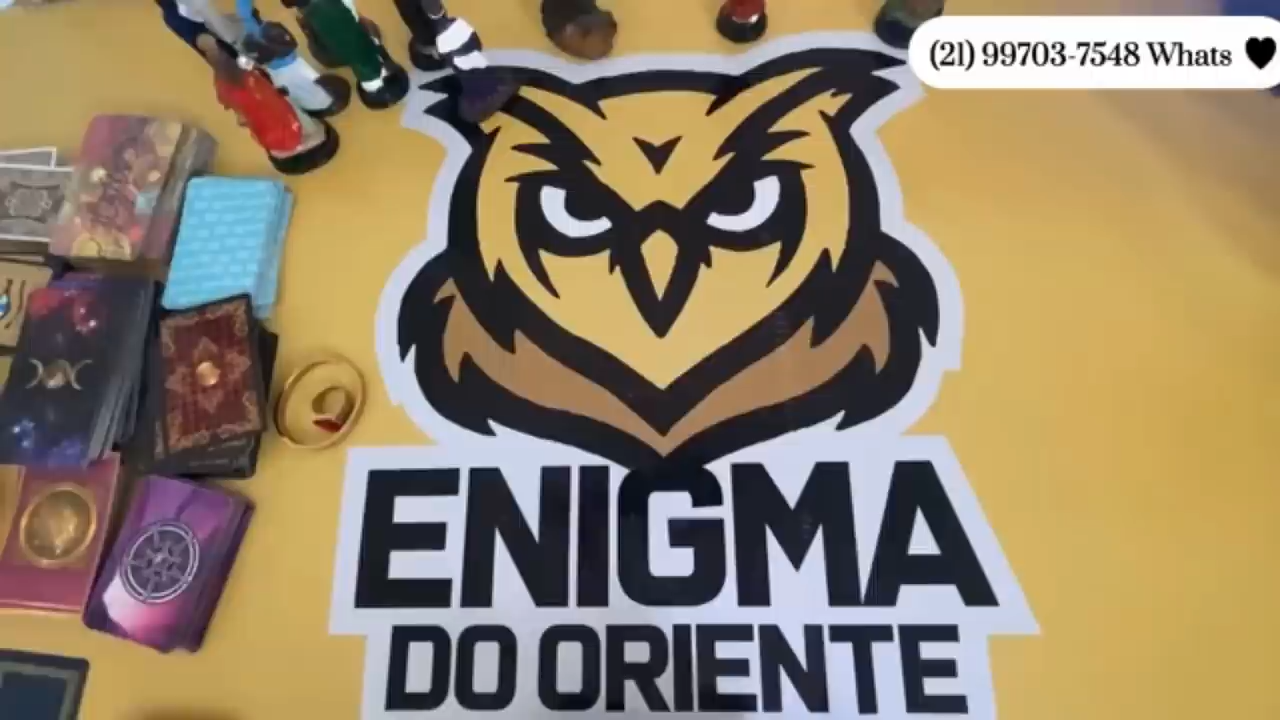 (21) 99703-7548 Whats 🖤
ENIGMA
DO ORIENTE